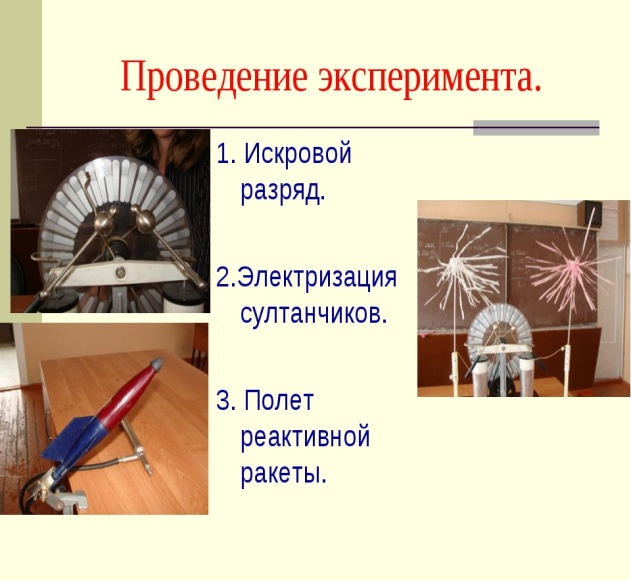 Проведение эксперимента.
1. Искровой
разряд.
2.Электризация
султанчиков.
3. Полет
реактивной
ракеты.